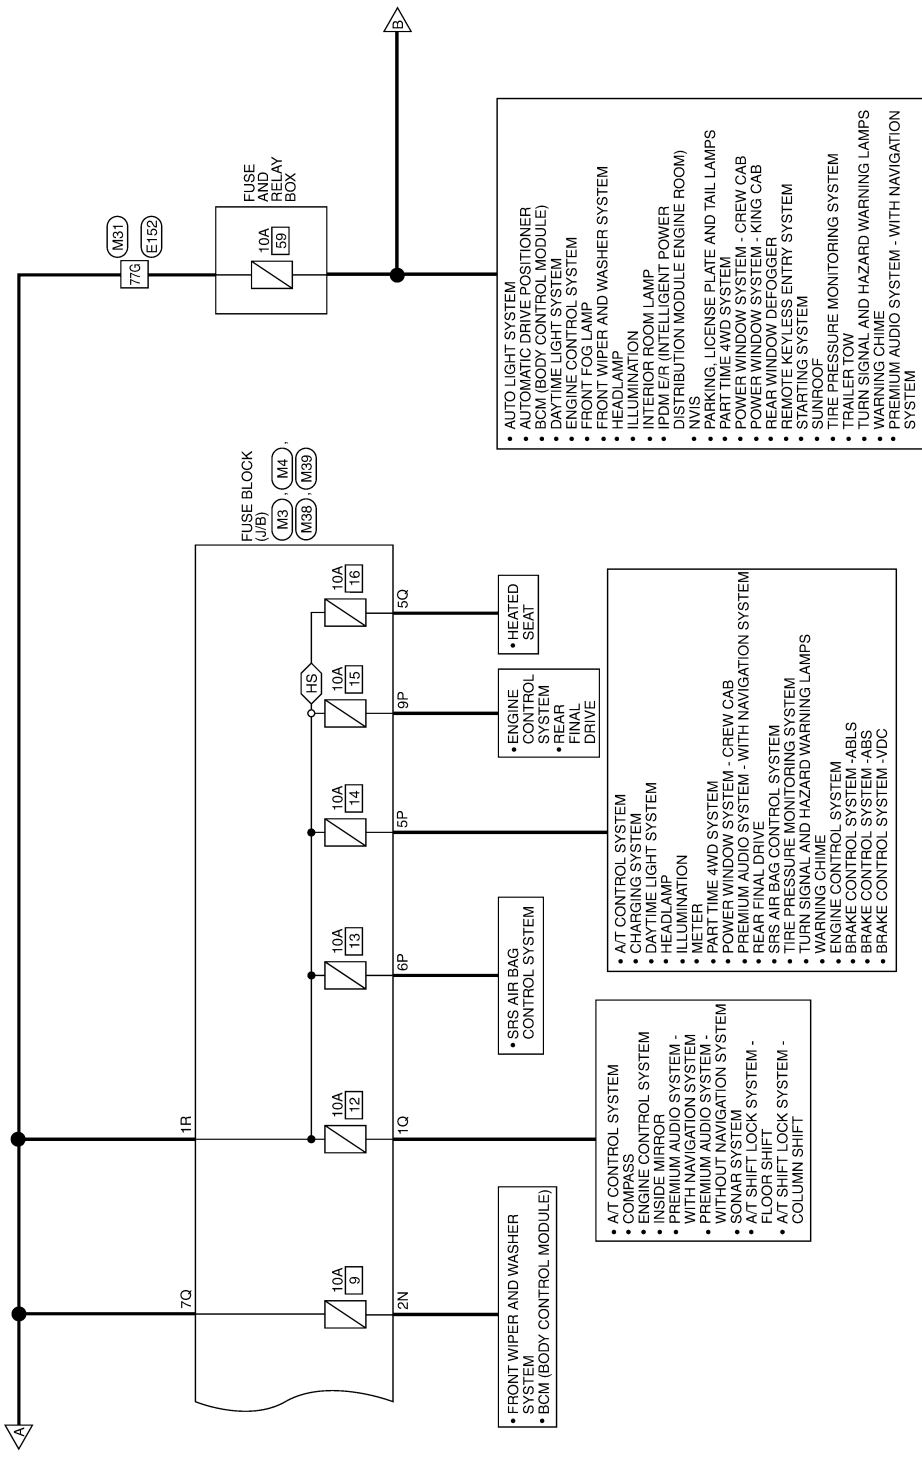 A
B
M31
E152
77G
FUSE
AND
RELAY
BOX
10A
59
FUSE BLOCK
(J/B)
M3 , M4 ,
M38 , M39
7Q
1R
10A
9
10A
12
10A
13
10A
14
HS
10A
15
10A
16
2N
1Q
6P
5P
9P
5Q
• FRONT WIPER AND WASHER
SYSTEM
• BCM (BODY CONTROL MODULE)
• A/T CONTROL SYSTEM
• COMPASS
• ENGINE CONTROL SYSTEM
• INSIDE MIRROR
• PREMIUM AUDIO SYSTEM -
WITH NAVIGATION SYSTEM
• PREMIUM AUDIO SYSTEM -
WITHOUT NAVIGATION SYSTEM
• SONAR SYSTEM
• A/T SHIFT LOCK SYSTEM -
FLOOR SHIFT
• A/T SHIFT LOCK SYSTEM -
COLUMN SHIFT
• SRS AIR BAG
CONTROL SYSTEM
• A/T CONTROL SYSTEM
• CHARGING SYSTEM
• DAYTIME LIGHT SYSTEM
• HEADLAMP
• ILLUMINATION
• METER
• PART TIME 4WD SYSTEM
• POWER WINDOW SYSTEM - CREW CAB
• PREMIUM AUDIO SYSTEM - WITH NAVIGATION SYSTEM
• REAR FINAL DRIVE
• SRS AIR BAG CONTROL SYSTEM
• TIRE PRESSURE MONITORING SYSTEM
• TURN SIGNAL AND HAZARD WARNING LAMPS
• WARNING CHIME
• ENGINE CONTROL SYSTEM
• BRAKE CONTROL SYSTEM -ABLS
• BRAKE CONTROL SYSTEM -ABS
• BRAKE CONTROL SYSTEM -VDC
• ENGINE
CONTROL
SYSTEM
• REAR
FINAL
DRIVE
• HEATED
SEAT
• AUTO LIGHT SYSTEM
• AUTOMATIC DRIVE POSITIONER
• BCM (BODY CONTROL MODULE)
• DAYTIME LIGHT SYSTEM
• ENGINE CONTROL SYSTEM
• FRONT FOG LAMP
• FRONT WIPER AND WASHER SYSTEM
• HEADLAMP
• ILLUMINATION
• INTERIOR ROOM LAMP
• IPDM E/R (INTELLIGENT POWER
DISTRIBUTION MODULE ENGINE ROOM)
• NVIS
• PARKING, LICENSE PLATE AND TAIL LAMPS
• PART TIME 4WD SYSTEM
• POWER WINDOW SYSTEM - CREW CAB
• POWER WINDOW SYSTEM - KING CAB
• REAR WINDOW DEFOGGER
• REMOTE KEYLESS ENTRY SYSTEM
• STARTING SYSTEM
• SUNROOF
• TIRE PRESSURE MONITORING SYSTEM
• TRAILER TOW
• TURN SIGNAL AND HAZARD WARNING LAMPS
• WARNING CHIME
• PREMIUM AUDIO SYSTEM - WITH NAVIGATION
SYSTEM